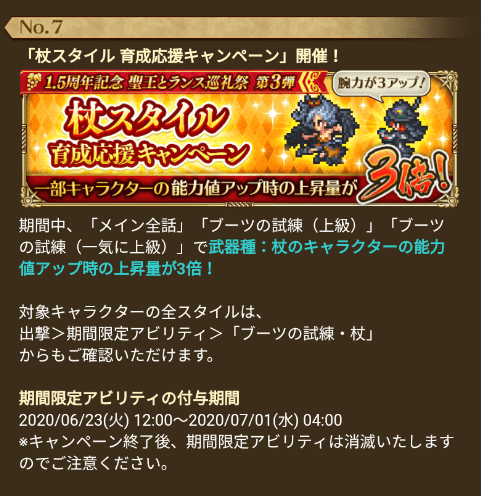 No.7
「杖スタイル 育成応援キャンペーン」開催！
1.5周年記念 聖王とランス巡礼祭 第3弾
腕力が3アップ!
杖スタイル
育成応援キャンペーン
一部キャラクターの能力値アップ時の上昇量が3倍!
期間中、「メイン全話」「ブーツの試練（上級）」「ブーツ
の試練（一気に上級）」で武器種：杖のキャラクターの能力
値アップ時の上昇量が3倍！
対象キャラクターの全スタイルは、
出撃＞期間限定アビリティ＞「ブーツの試練・杖」
からもご確認いただけます。
期間限定アビリティの付与期間
2020/06/23(火) 12:00～2020/07/01(水) 04:00
※キャンペーン終了後、期間限定アビリティは消滅いたします
のでご注意ください。